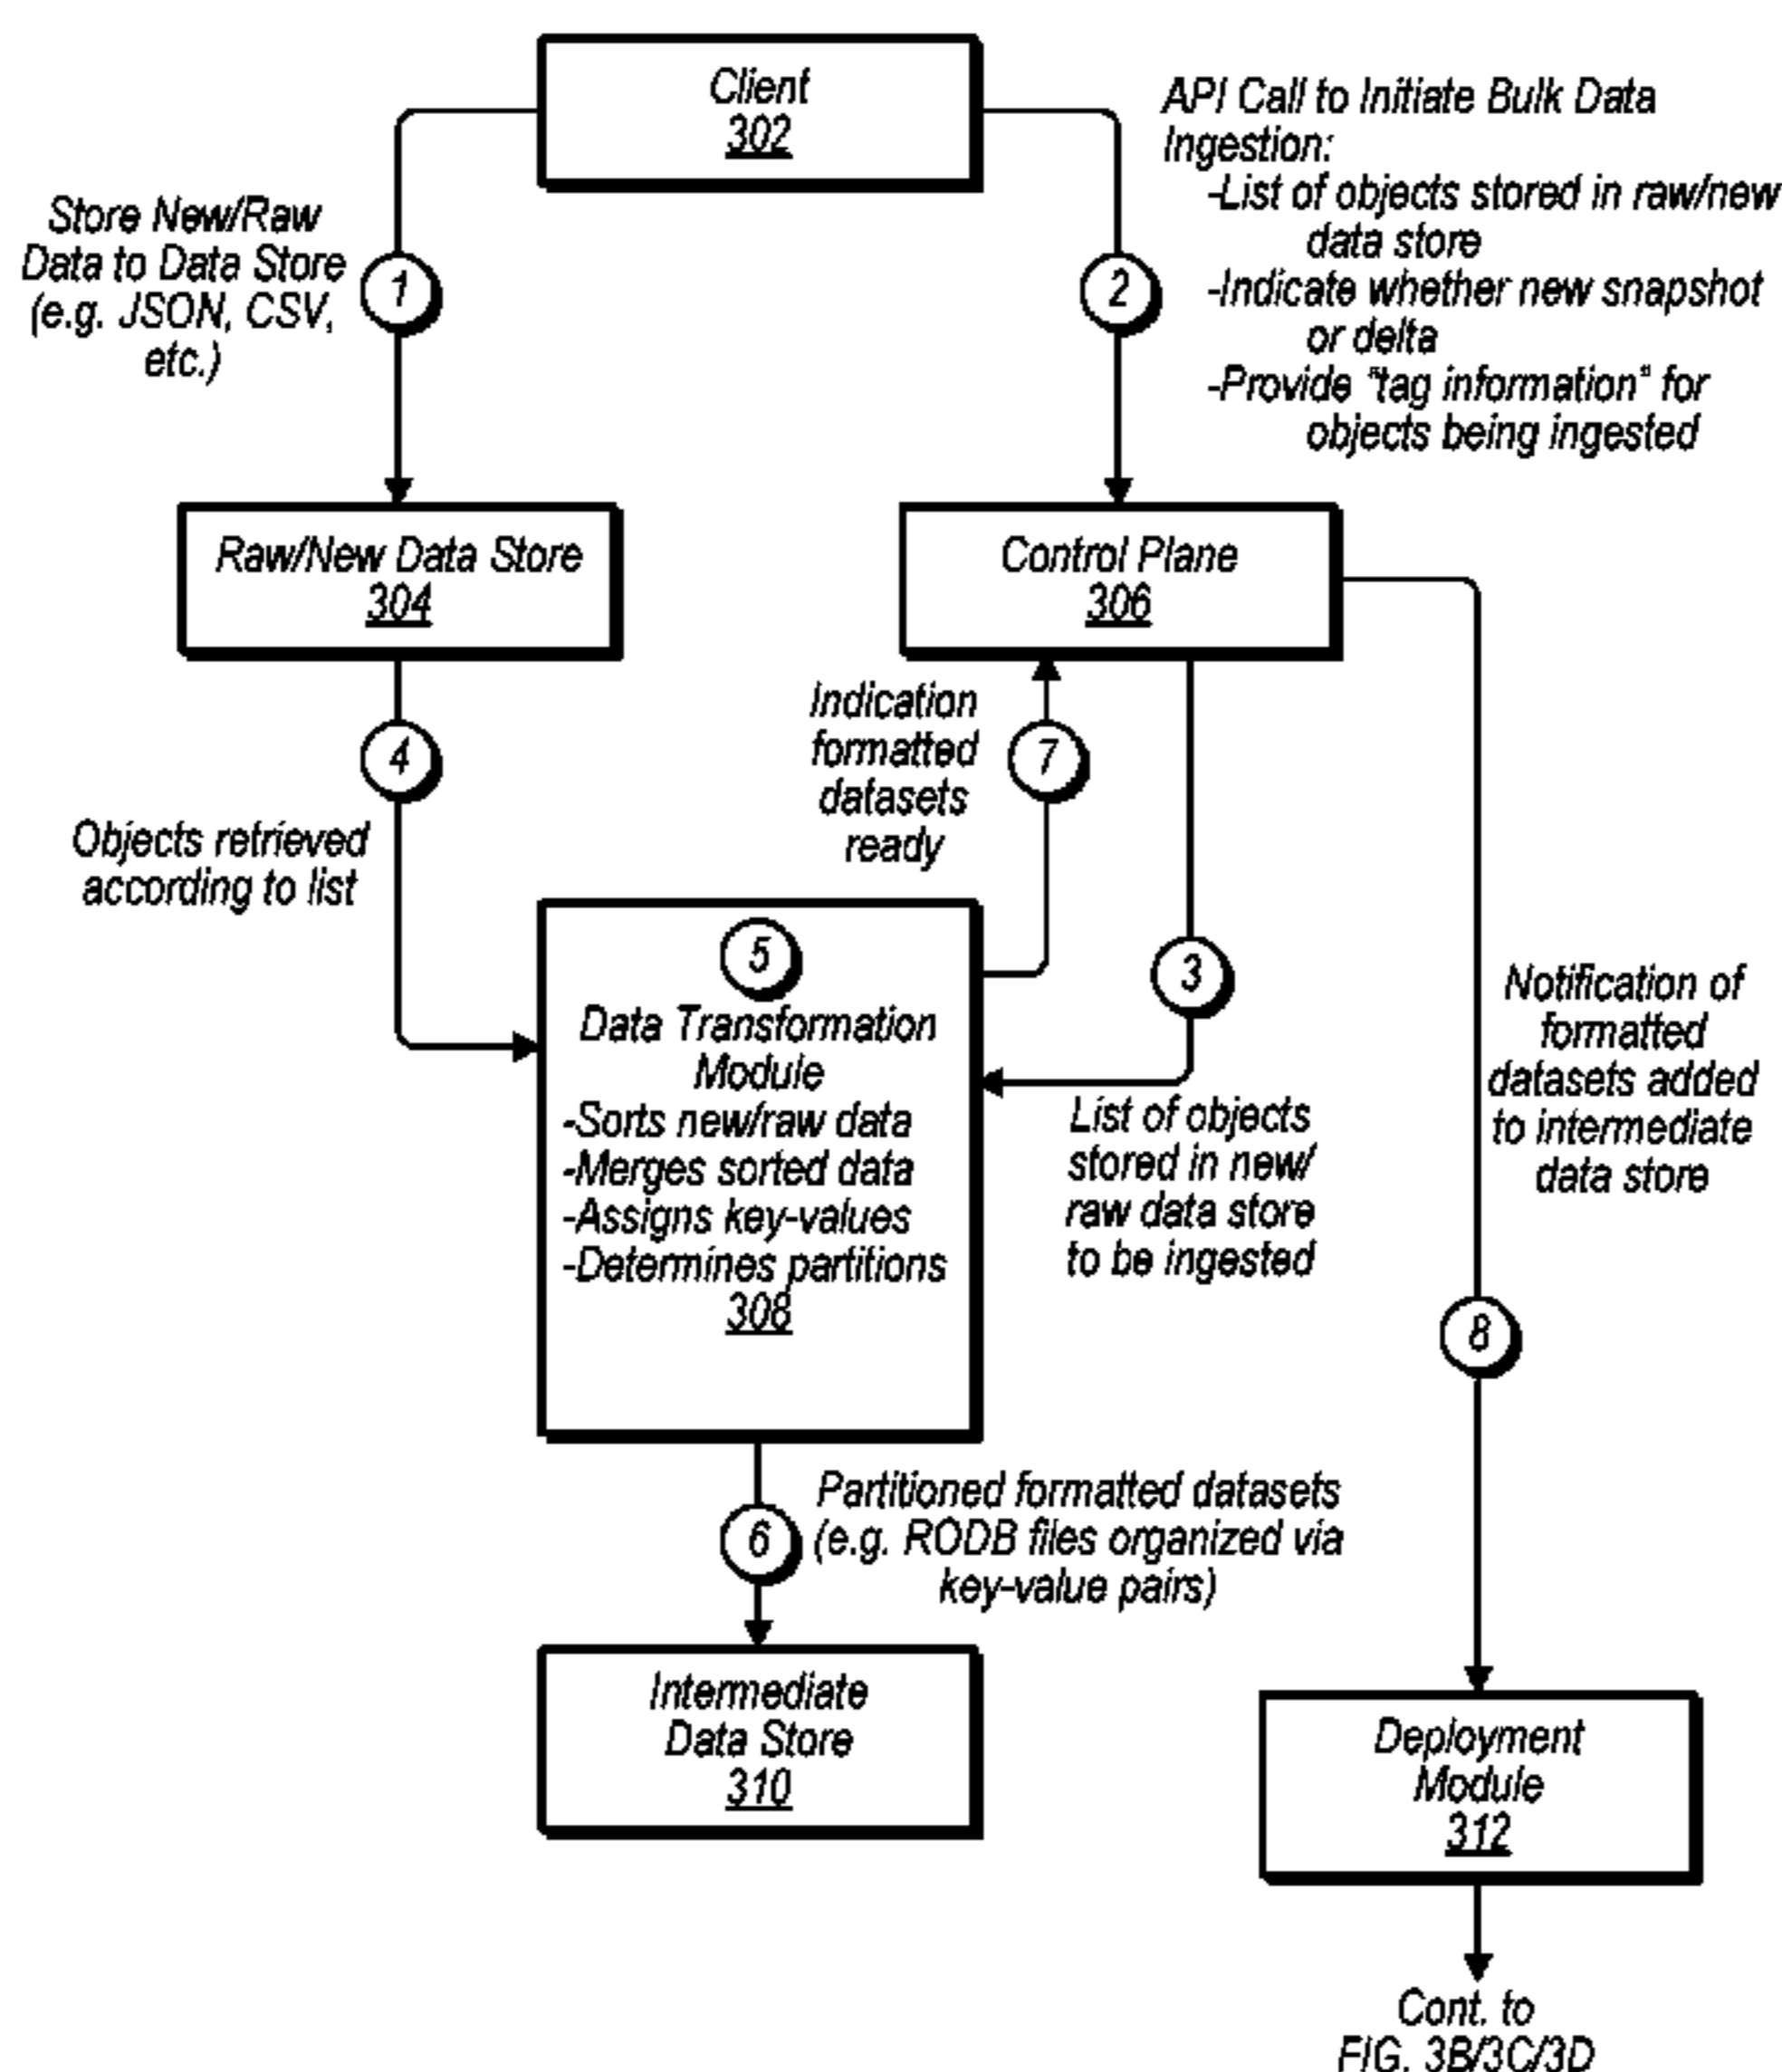 Client
302
API Call to Initiate Bulk Data
Ingestion:
-List of objects stored in raw/new
data store
-Indicate whether new snapshot
or delta
-Provide "tag information" for
objects being ingested
Store New/Raw
Data to Data Store
(e.g. JSON, CSV,
etc.)
1
2
Raw/New Data Store
304
Control Plane
306
4
Objects retrieved
according to list
Indication
formatted
datasets
ready
7
3
List of objects
stored in new/
raw data store
to be ingested
5
Data Transformation
Module
-Sorts new/raw data
-Merges sorted data
-Assigns key-values
-Determines partitions
308
Notification of
formatted
datasets added
to intermediate
data store
8
6
Partitioned formatted datasets
(e.g. RODB files organized via
key-value pairs)
Intermediate
Data Store
310
Deployment
Module
312
Cont. to
FIG. 3B/3C/3D